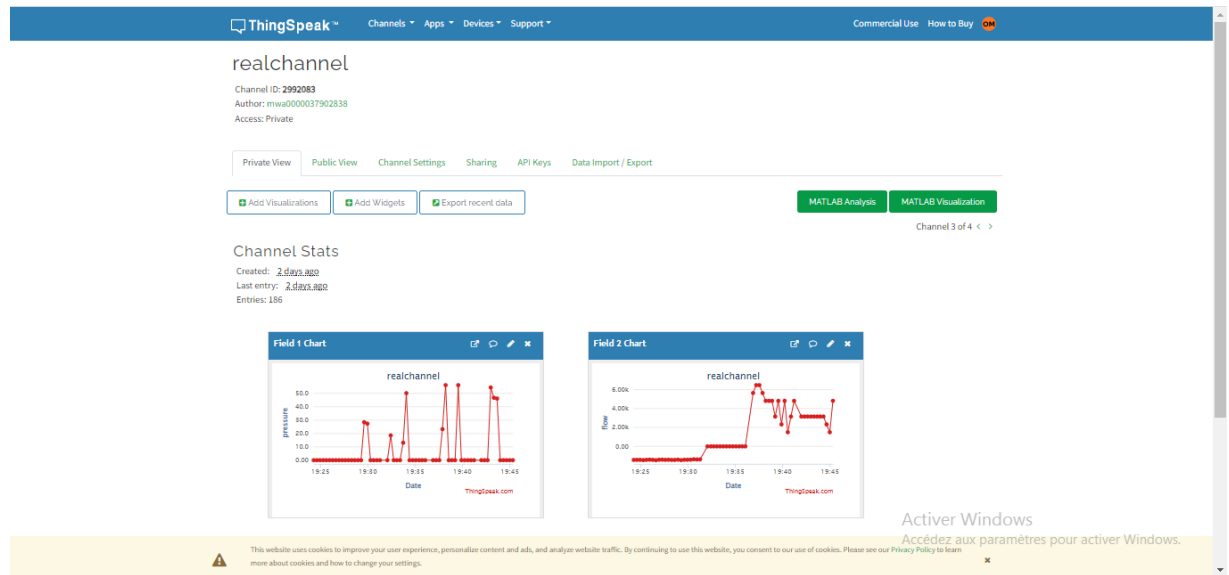 ThingSpeak™ Channels Apps Devices Support Commercial Use How to Buy OM
realchannel
Channel ID: 2992083
Author: mwa0000037902838
Access: Private
Private View Public View Channel Settings Sharing API Keys Data Import / Export
Add Visualizations Add Widgets Export recent data MATLAB Analysis MATLAB Visualization
Channel 3 of 4 < >
Channel Stats
Created: 2 days ago
Last entry: 2 days ago
Entries: 186
Field 1 Chart
realchannel
pressure
50.0
40.0
30.0
20.0
10.0
0.00
19:25 19:30 19:35 19:40 19:45
Date
ThingSpeak.com
Field 2 Chart
realchannel
flow
6.00k
4.00k
2.00k
0.00
19:25 19:30 19:35 19:40 19:45
Date
ThingSpeak.com
Activer Windows
Accédez aux paramètres pour activer Windows.
This website uses cookies to improve your user experience, personalize content and ads, and analyze website traffic. By continuing to use this website, you consent to our use of cookies. Please see our Privacy Policy to learn
more about cookies and how to change your settings.